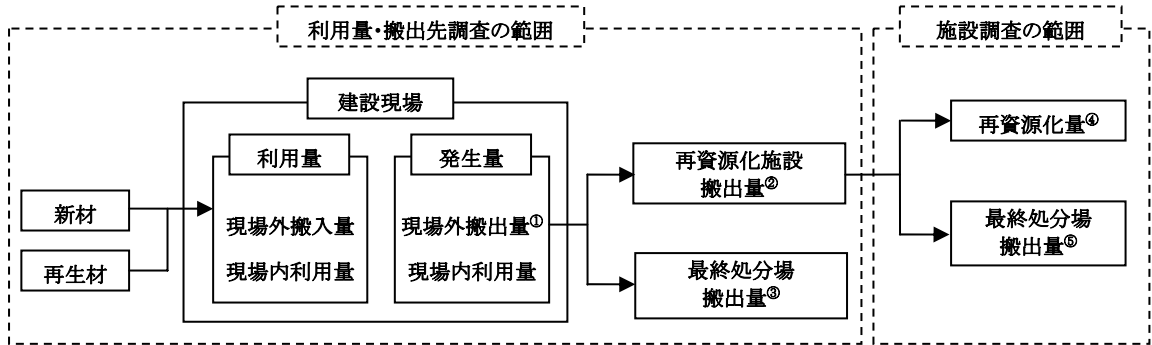 利用量・搬出先調査の範囲
施設調査の範囲
建設現場
利用量
発生量
新材
再生材
現場外搬入量
現場内利用量
現場外搬出量①
現場内利用量
再資源化施設
搬出量②
最終処分場
搬出量③
再資源化量④
最終処分場
搬出量⑤